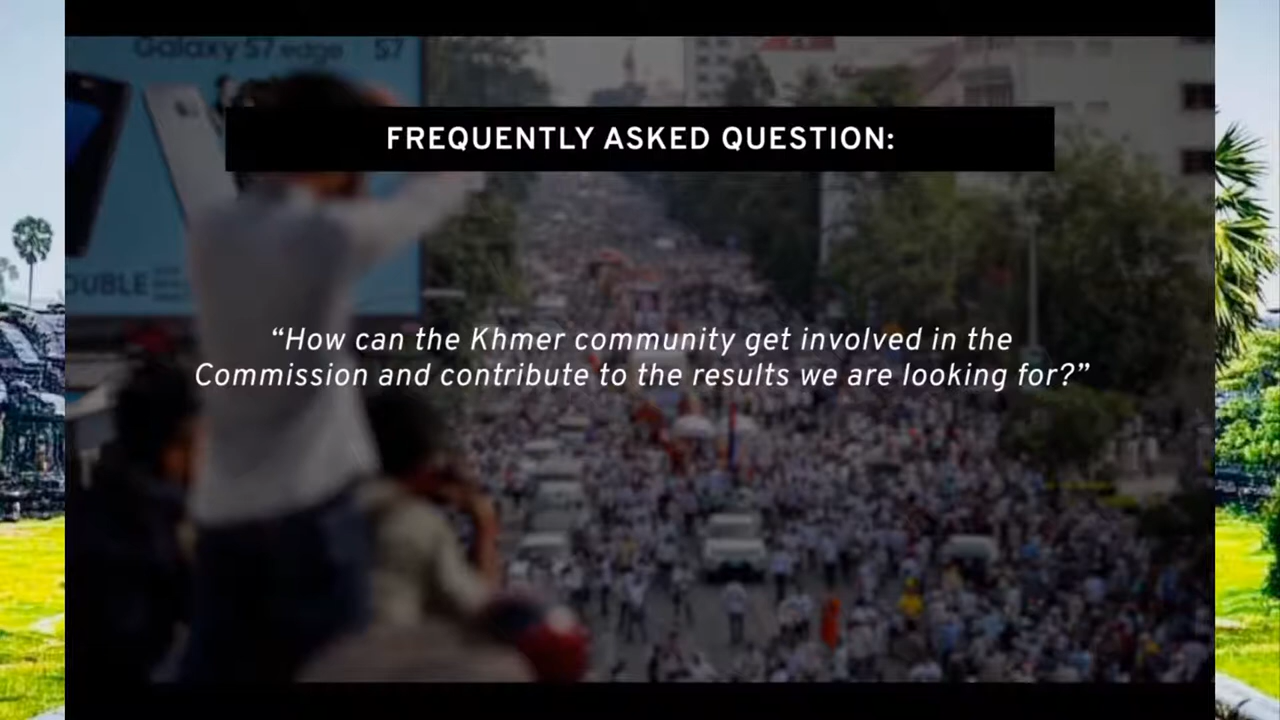 Galaxy S7 edge S7
FREQUENTLY ASKED QUESTION:
“How can the Khmer community get involved in the
Commission and contribute to the results we are looking for?”
OUBLE